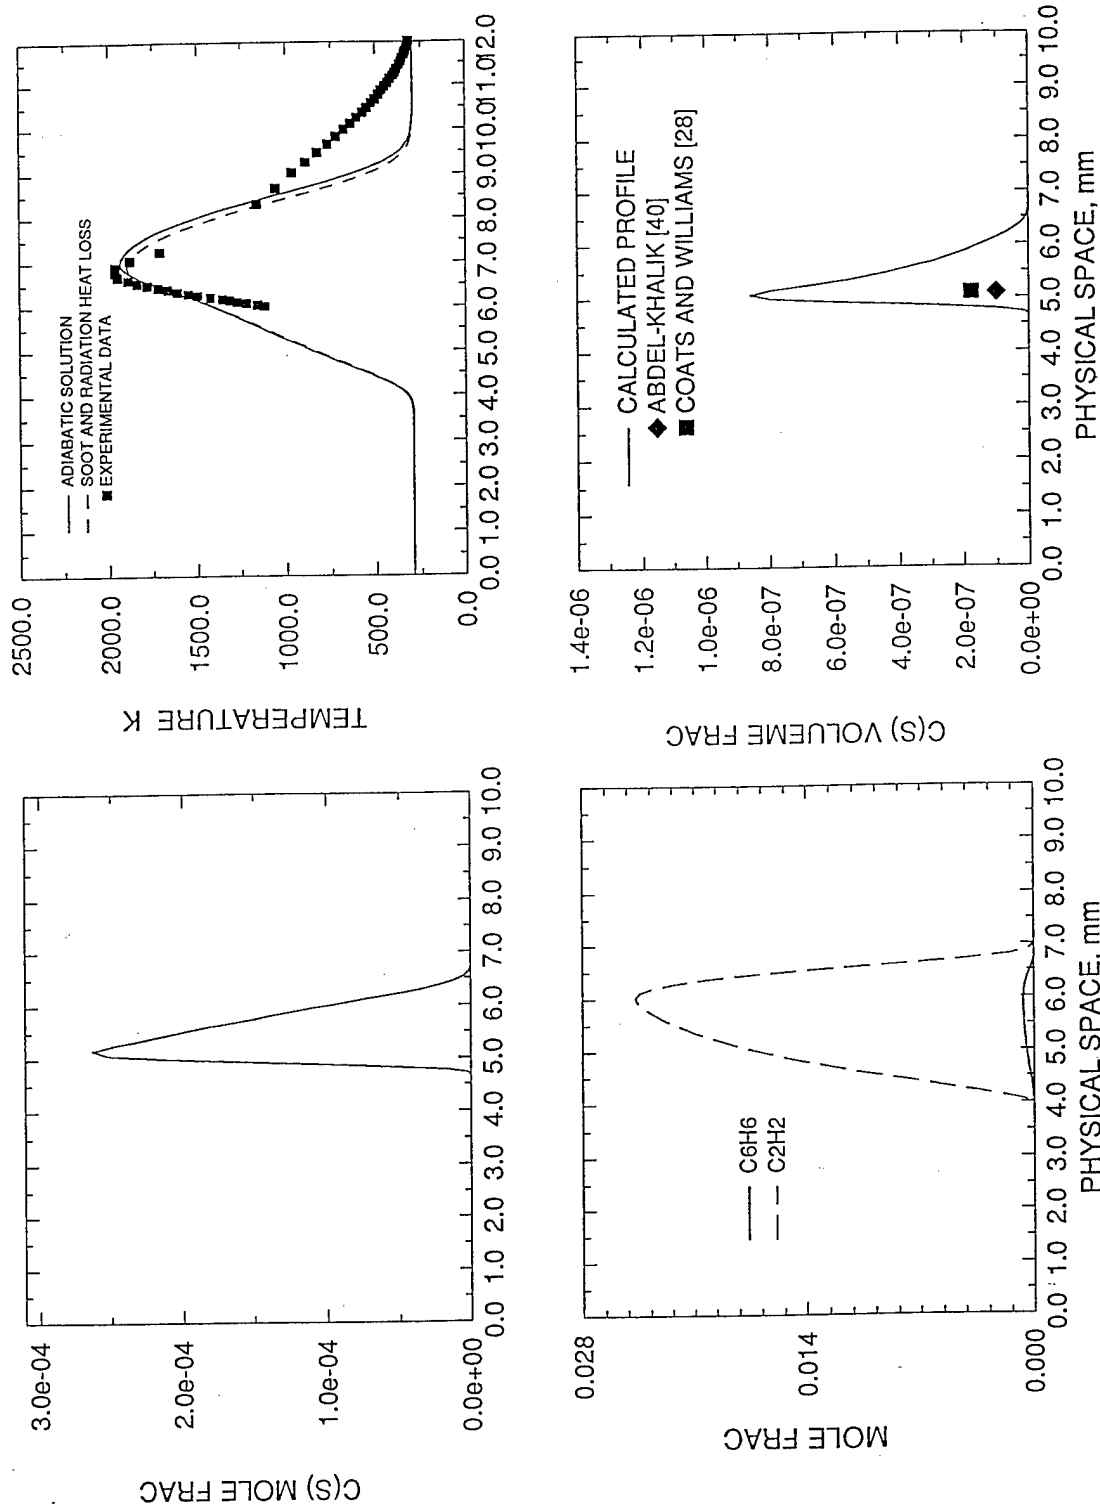 3.0e-04
2.0e-04
1.0e-04
0.0e+00
C(S) MOLE FRAC
0.0 1.0 2.0 3.0 4.0 5.0 6.0 7.0 8.0 9.0 10.0
2500.0
2000.0
1500.0
1000.0
500.0
0.0
TEMPERATURE K
ADIABATIC SOLUTION
SOOT AND RADIATION HEAT LOSS
EXPERIMENTAL DATA
0.0 1.0 2.0 3.0 4.0 5.0 6.0 7.0 8.0 9.0 10.0 11.0 12.0
0.028
0.014
0.000
MOLE FRAC
C6H6
C2H2
0.0 1.0 2.0 3.0 4.0 5.0 6.0 7.0 8.0 9.0 10.0
PHYSICAL SPACE, mm
1.4e-06
1.2e-06
1.0e-06
8.0e-07
6.0e-07
4.0e-07
2.0e-07
0.0e+00
C(S) VOLUEME FRAC
CALCULATED PROFILE
ABDEL-KHALIK [40]
COATS AND WILLIAMS [28]
0.0 1.0 2.0 3.0 4.0 5.0 6.0 7.0 8.0 9.0 10.0
PHYSICAL SPACE, mm